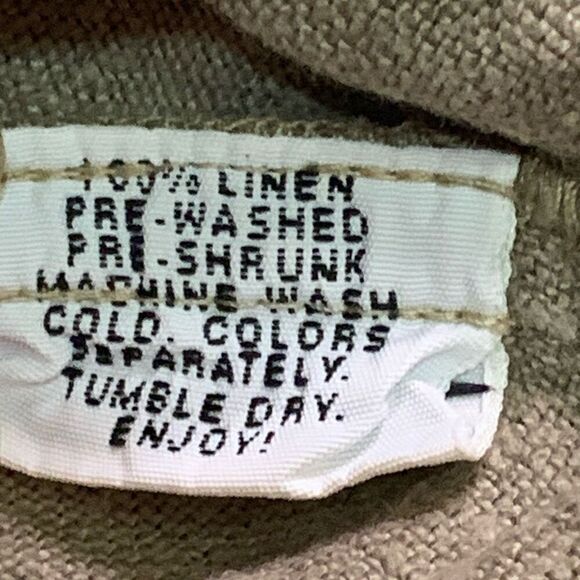 100% LINEN
PRE-WASHED
PRE-SHRUNK
MACHINE WASH
COLD. COLORS
SEPARATELY.
TUMBLE DRY.
ENJOY!